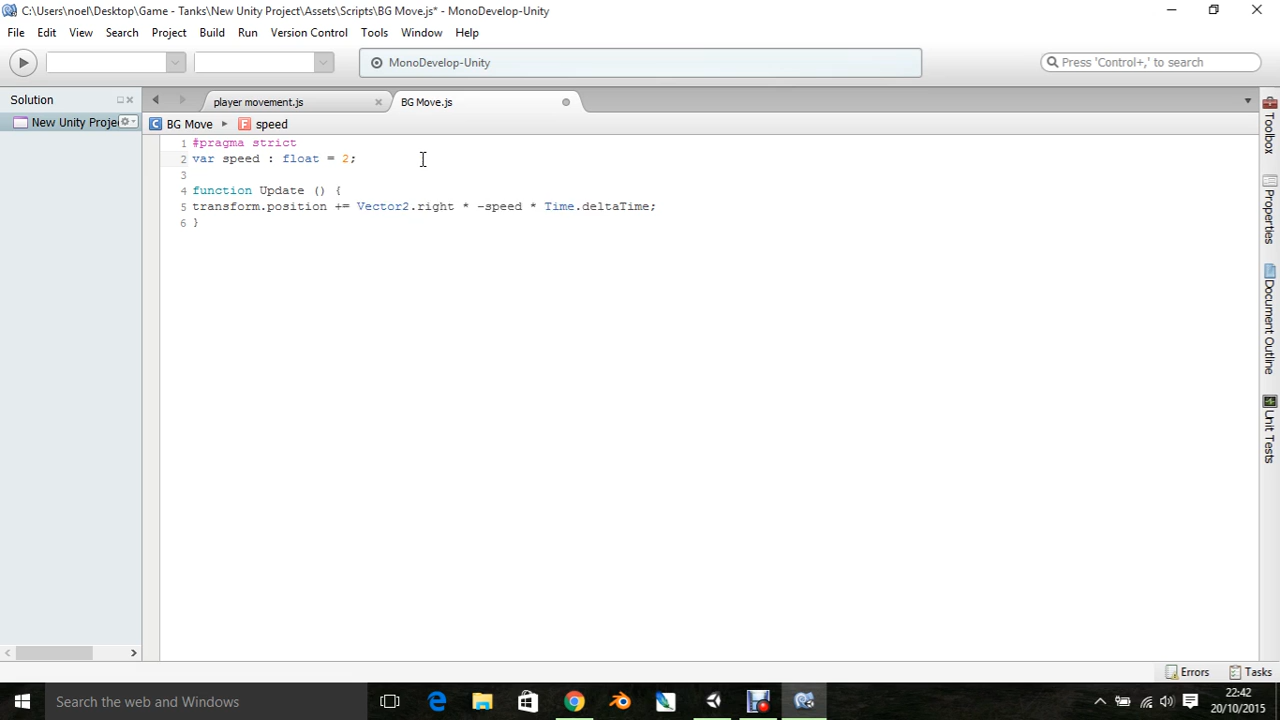 C:\Users\noel\Desktop\Game - Tanks\New Unity Project\Assets\Scripts\BG Move.js* - MonoDevelop-Unity
File Edit View Search Project Build Run Version Control Tools Window Help
MonoDevelop-Unity
Press 'Control+,' to search
Solution
player movement.js
BG Move.js
New Unity Proje
BG Move
speed
1 #pragma strict
2 var speed : float = 2;
3
4 function Update () {
5 transform.position += Vector2.right * -speed * Time.deltaTime;
6 }
Toolbox
Properties
Document Outline
Unit Tests
Errors
Tasks
Search the web and Windows
22:42
20/10/2015